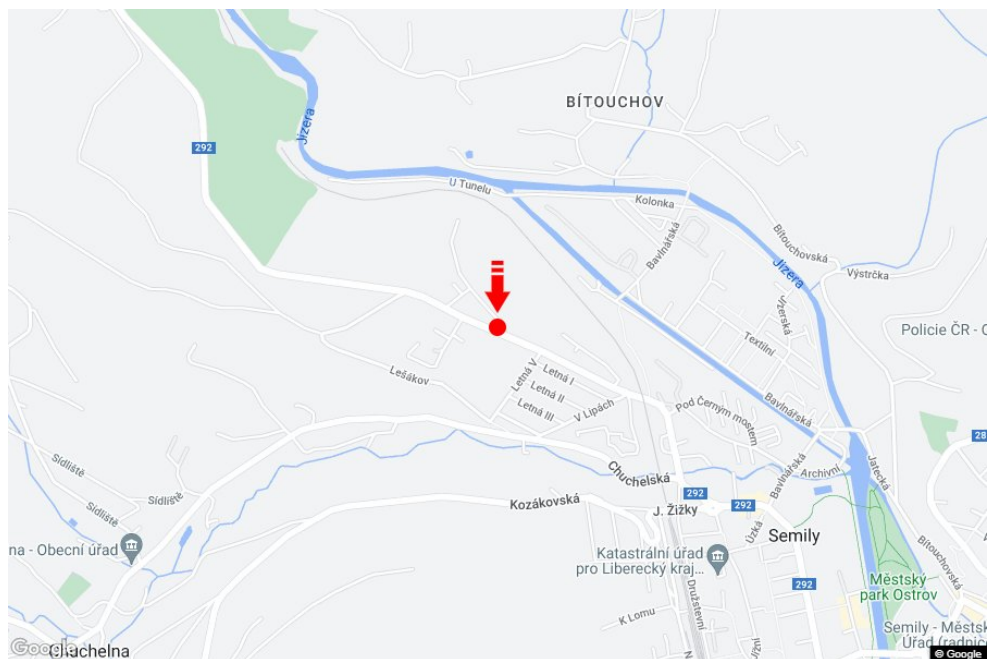 BÍTOUCHOV
Jizera
292
U Tunelu
Kolonka
Bavlnářská
Bítouchovská
Jizera
Výstrčka
Jizerská
Policie ČR - O
Textilní
Letná V
Letná I
Lešákov
Letná II
Letná III
V Lipách
Pod Černým mostem
Bavlnářská
28
Jatecká
Chuchelská
Bavlnářská
Archivní
Sídliště
Sídliště
Sídliště
292
292
Kozákovská
J. Žižky
Úzká
Semily
na - Obecní úřad
Katastrální úřad
pro Liberecký kraj...
Bítouchovská
292
Městský
park Ostrov
Družstevní
K Lomu
Semily - Městsk
Úřad (radnice
Google
Chuchelna
© Google